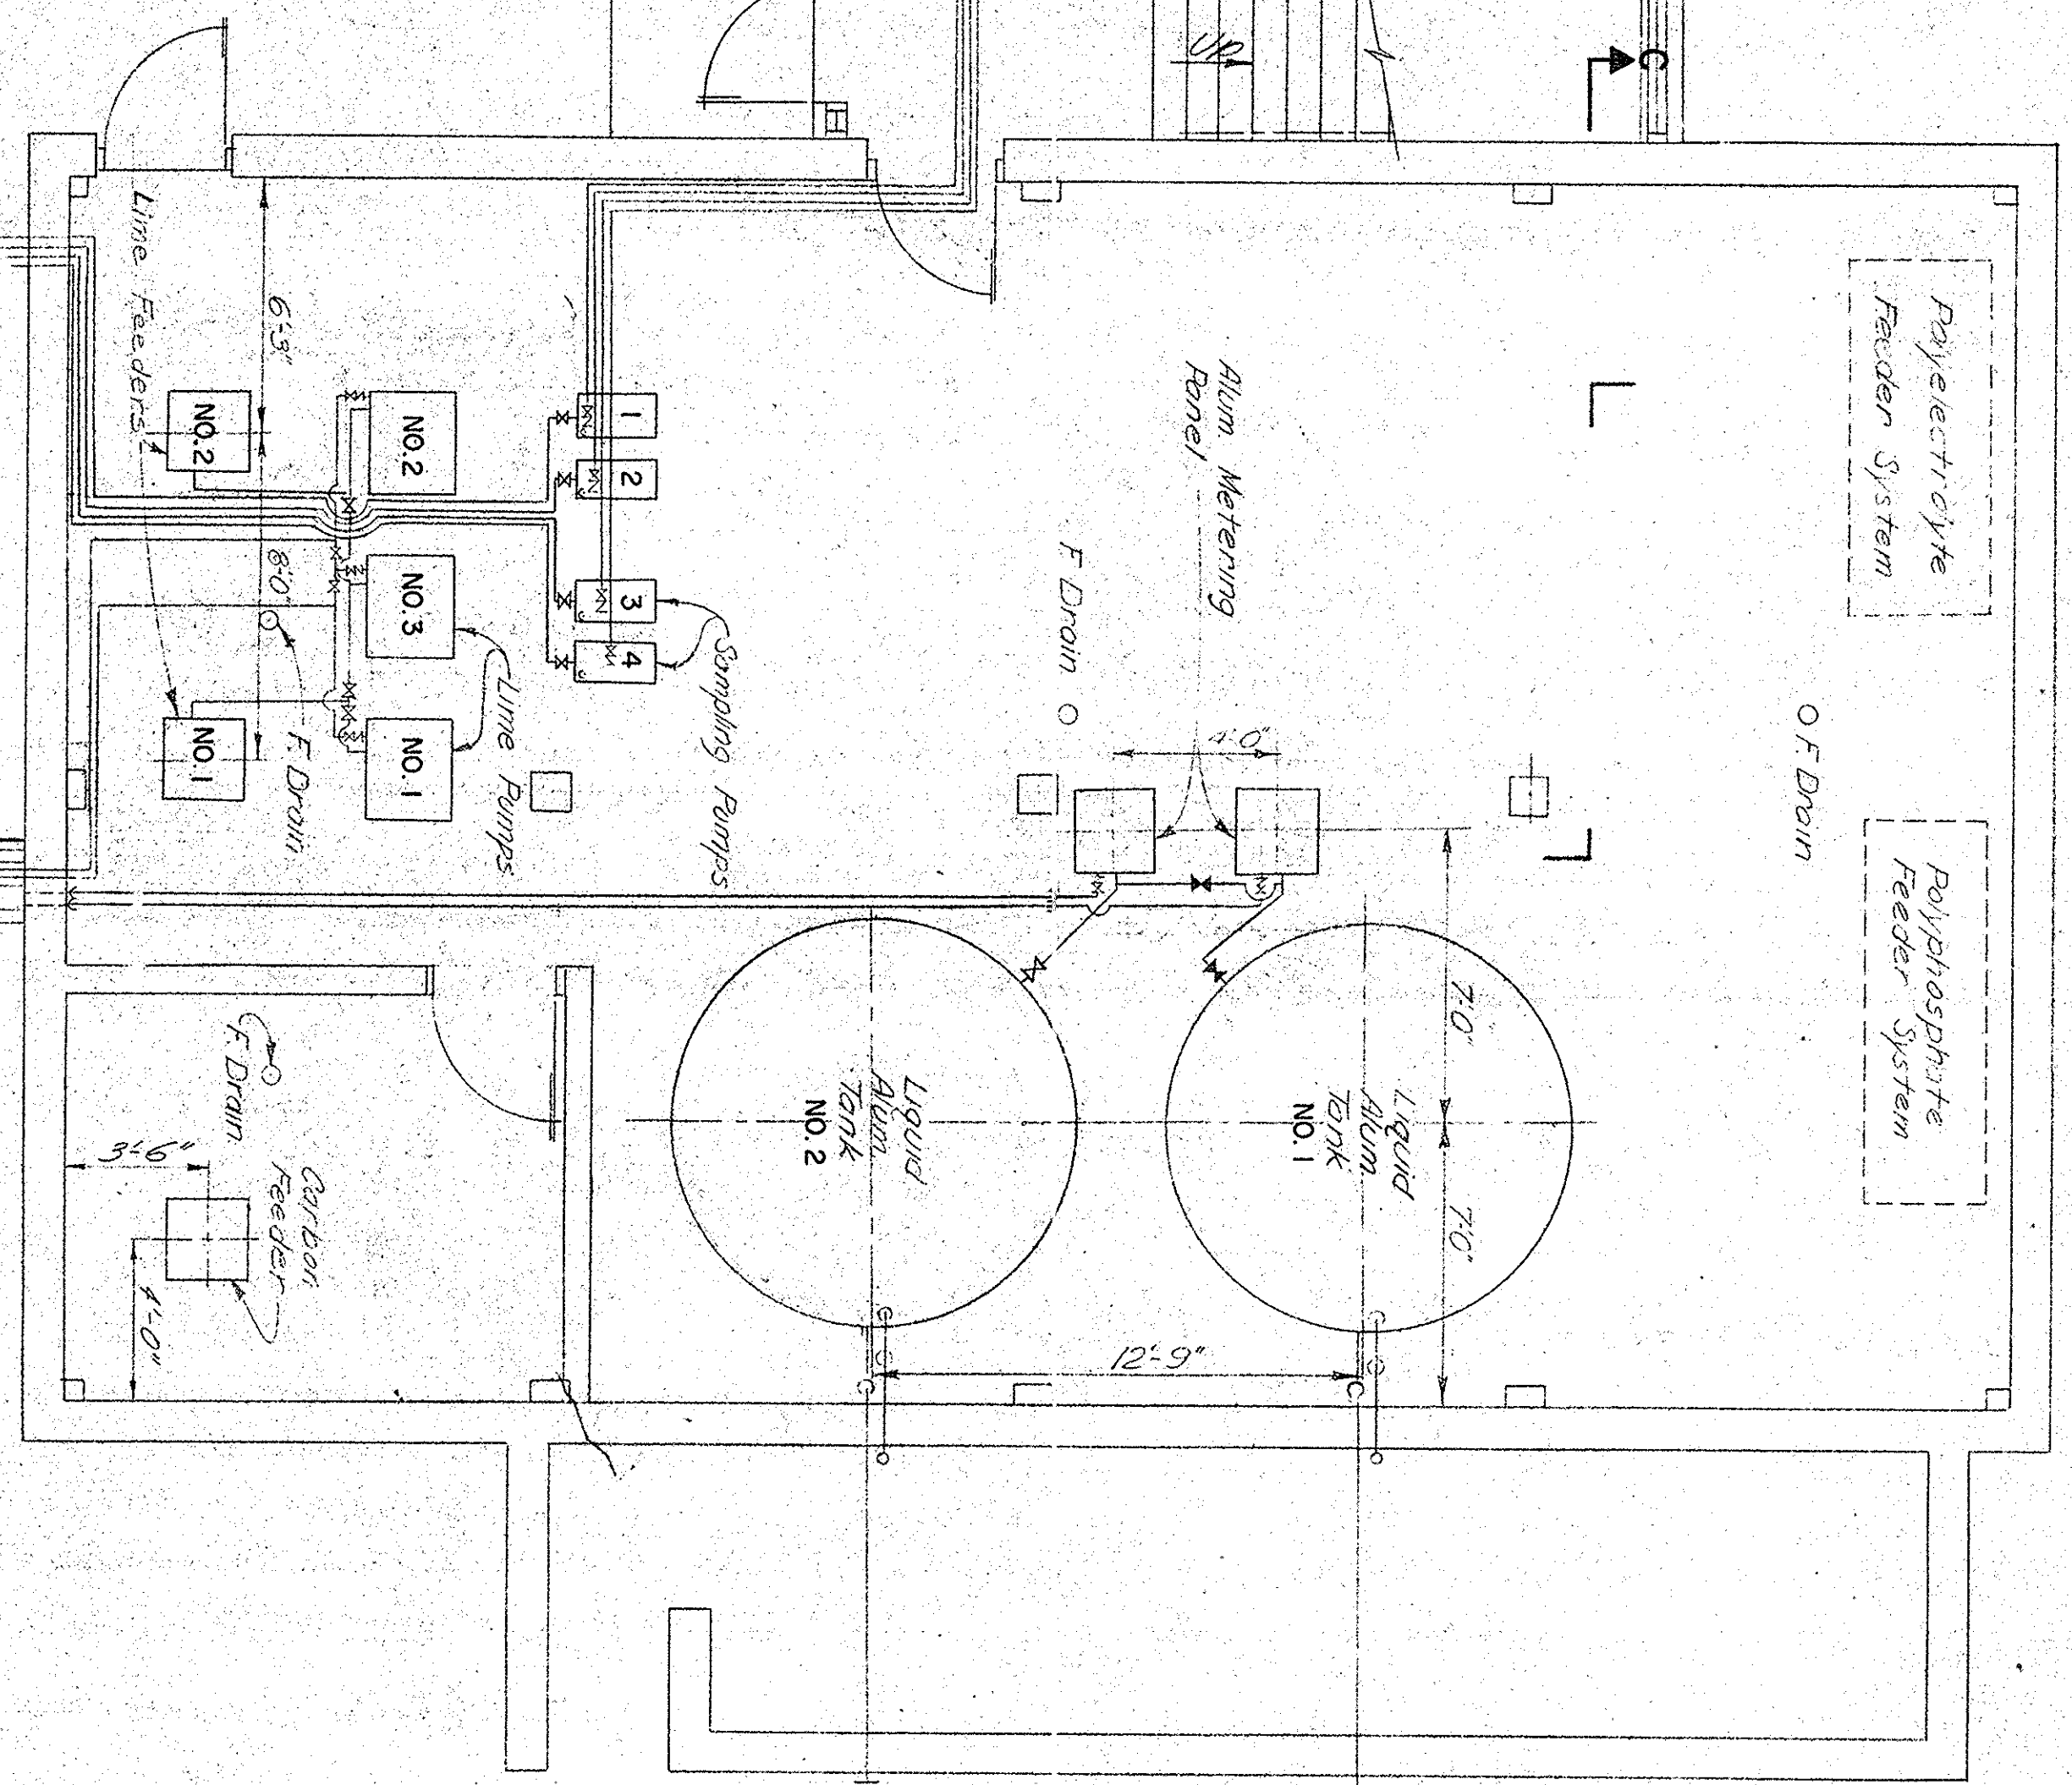 UP
C
Polyelectrolyte
Feeder System
Polyphosphate
Feeder System
O F. Drain
Alum. Metering
Panel
F. Drain
4'-0"
7'-0"
7'-0"
12'-9"
Liquid
Alum
Tank
NO. 1
Liquid
Alum
Tank
NO. 2
1
2
3
4
Sampling Pumps
Lime Pumps
NO. 2
NO. 3
NO. 1
Lime Feeders
NO. 2
NO. 1
6'-3"
8'-0"
F. Drain
F. Drain
Carbon
Feeder
3'-6"
4'-0"
C
C